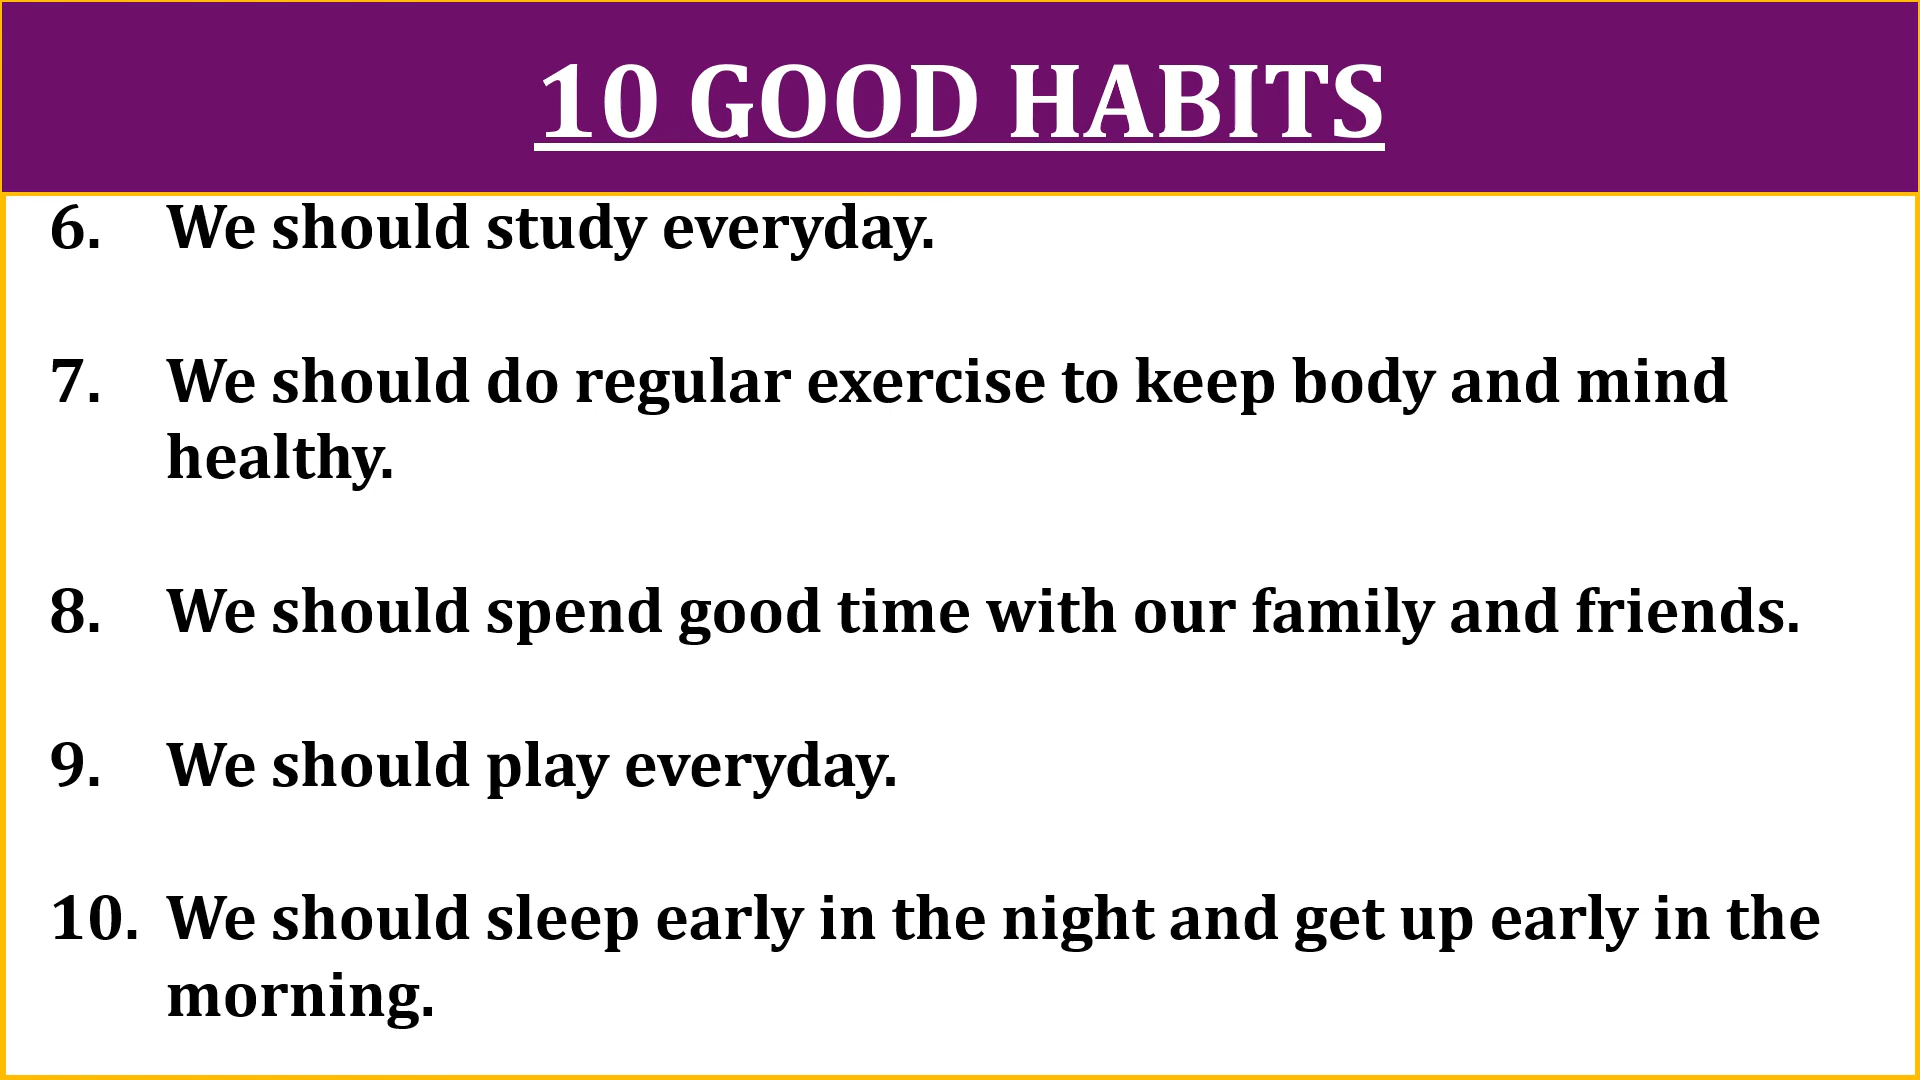 10 GOOD HABITS
6. We should study everyday.
7. We should do regular exercise to keep body and mind
healthy.
8. We should spend good time with our family and friends.
9. We should play everyday.
10. We should sleep early in the night and get up early in the
morning.